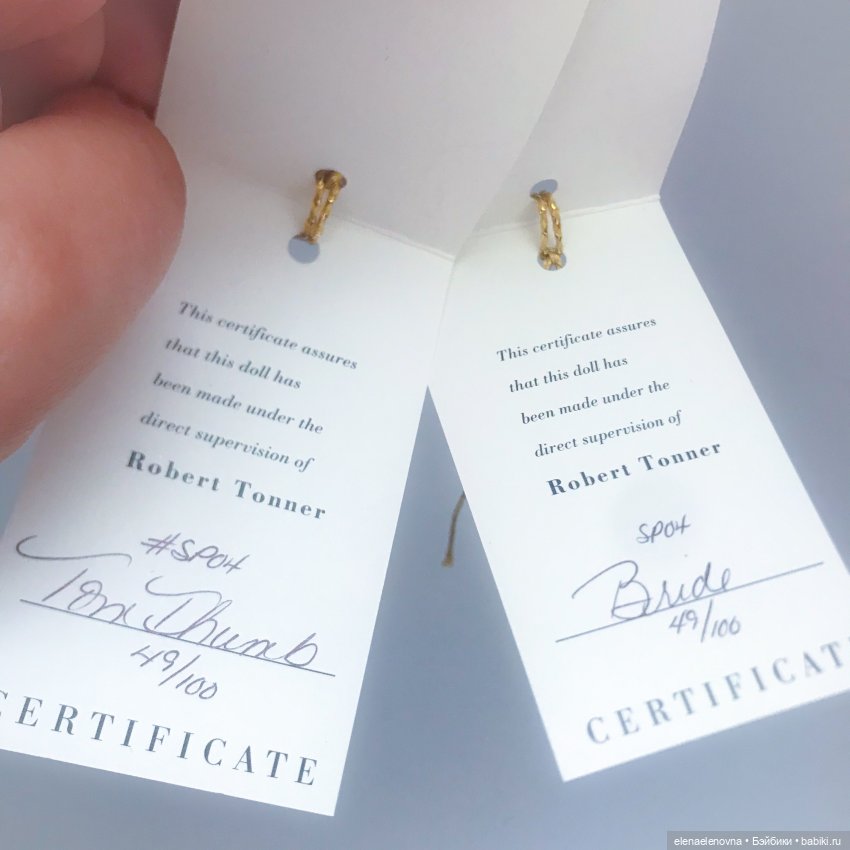 This certificate assures
that this doll has
been made under the
direct supervision of
Robert Tonner
#SP04
Tom Thumb
49/100
CERTIFICATE
This certificate assures
that this doll has
been made under the
direct supervision of
Robert Tonner
SP04
Bride
49/100
CERTIFICAT
elenaelenovna • Бэйбики • babiki.ru